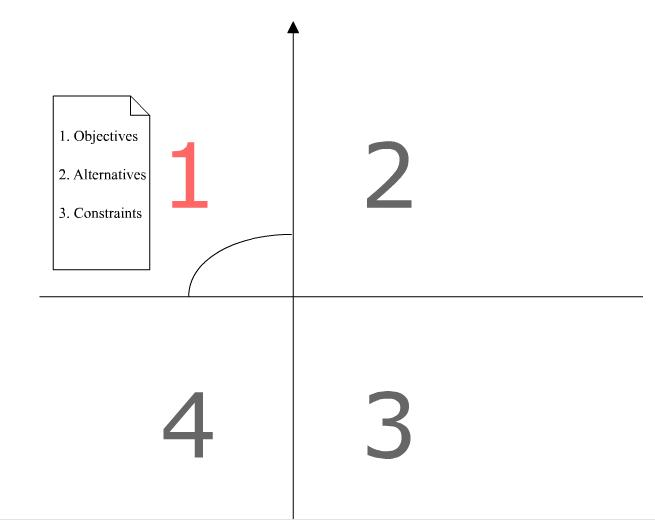 1. Objectives
2. Alternatives
3. Constraints
1
2
4
3